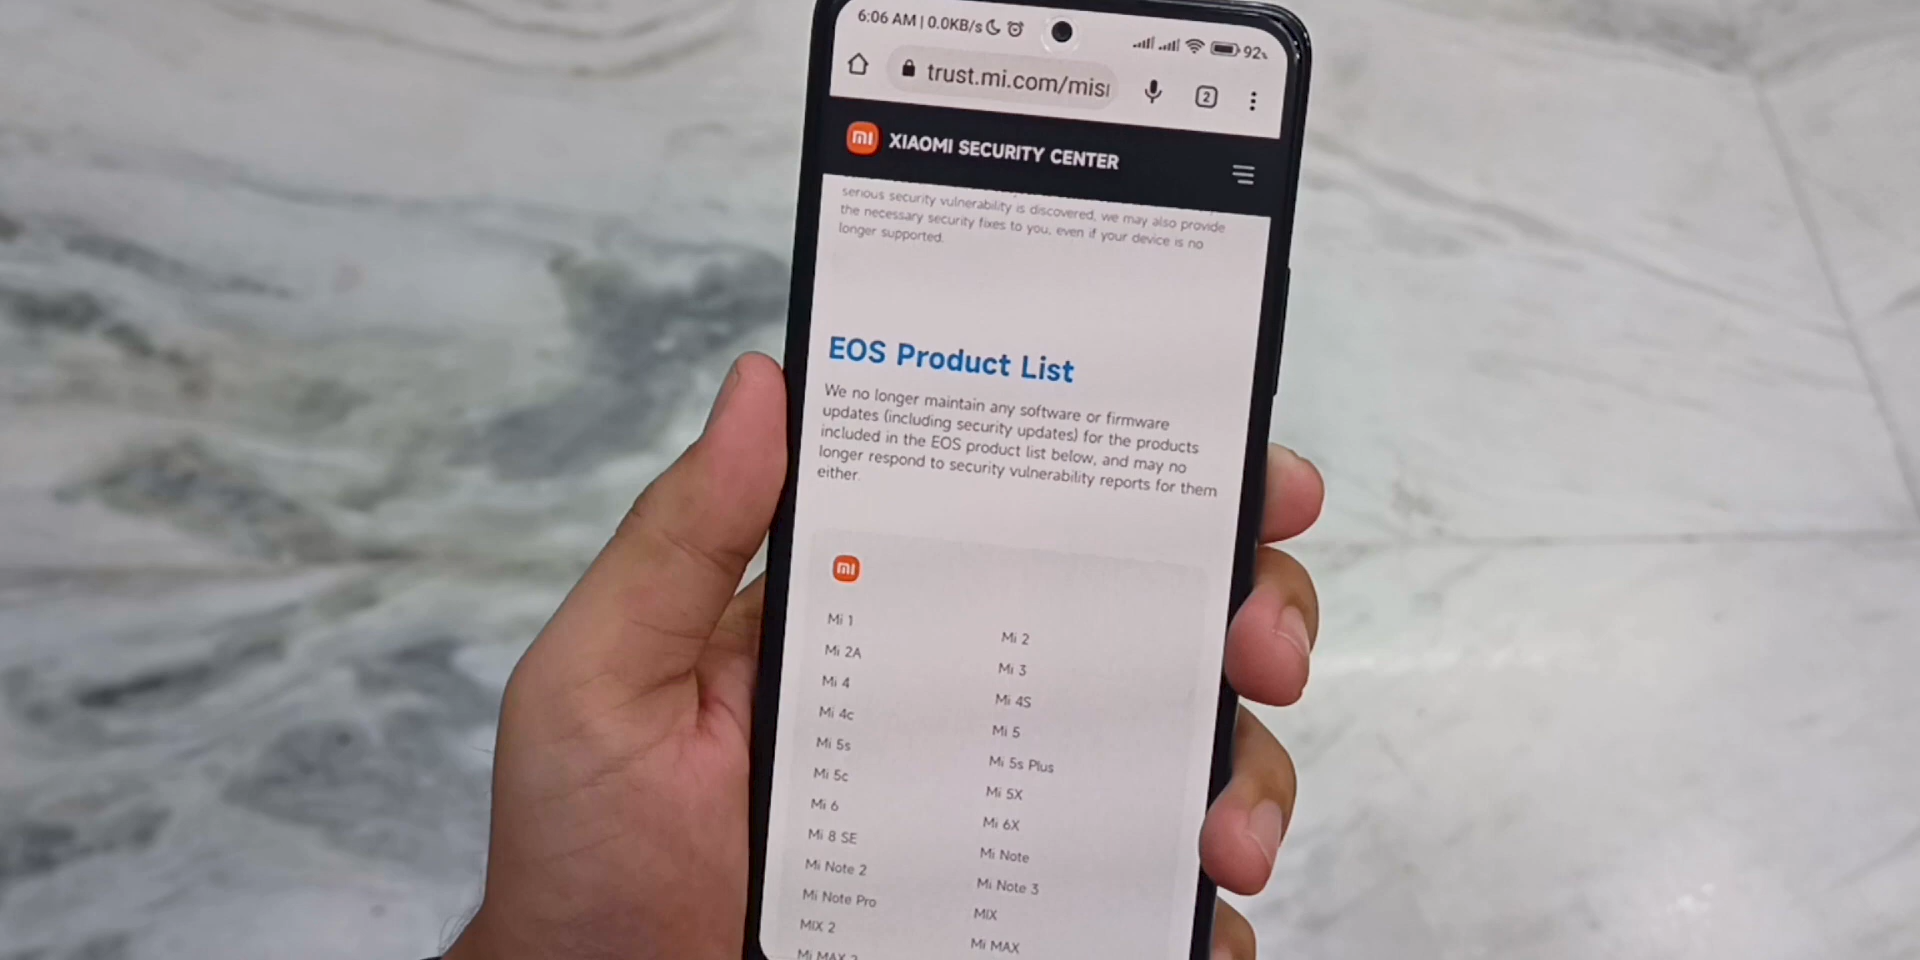 6:06 AM | 0.0KB/s
92%
trust.mi.com/mis
2
mi XIAOMI SECURITY CENTER
serious security vulnerability is discovered, we may also provide
the necessary security fixes to you, even if your device is no
longer supported.
EOS Product List
We no longer maintain any software or firmware
updates (including security updates) for the products
included in the EOS product list below, and may no
longer respond to security vulnerability reports for them
either.
mi
Mi 1
Mi 2
Mi 2A
Mi 3
Mi 4
Mi 4S
Mi 4c
Mi 5
Mi 5s
Mi 5s Plus
Mi 5c
Mi 5X
Mi 6
Mi 6X
Mi 8 SE
Mi Note
Mi Note 2
Mi Note 3
Mi Note Pro
MIX
MIX 2
Mi MAX
Mi MAX